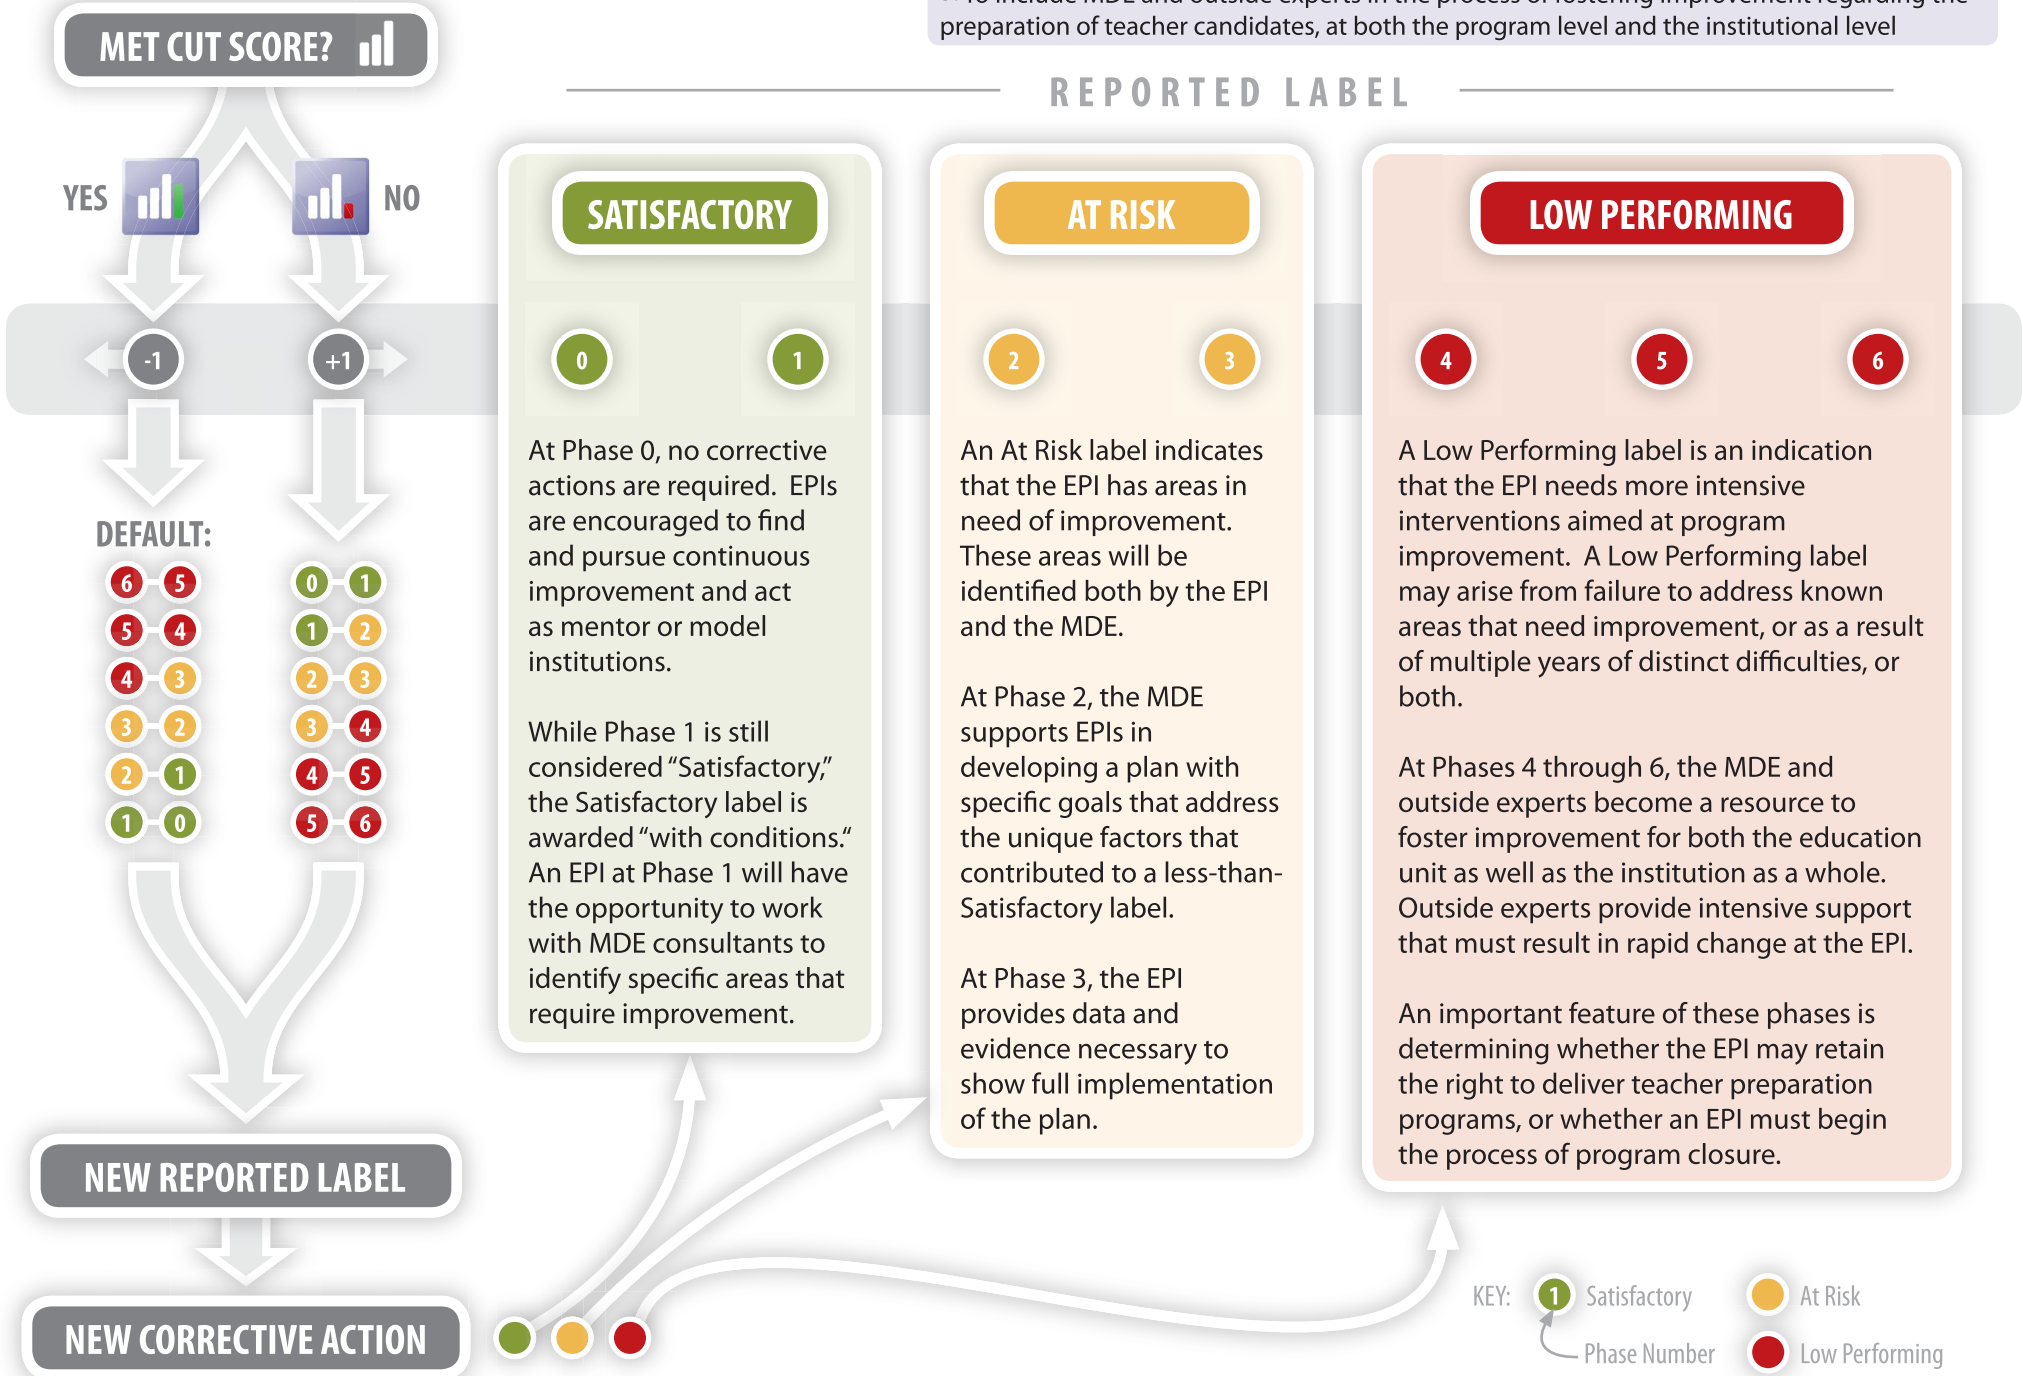 preparation of teacher candidates, at both the program level and the institutional level
MET CUT SCORE?
REPORTED LABEL
YES
NO
-1
+1
DEFAULT:
6 5
5 4
4 3
3 2
2 1
1 0
0 1
1 2
2 3
3 4
4 5
5 6
NEW REPORTED LABEL
NEW CORRECTIVE ACTION
SATISFACTORY
0 1
At Phase 0, no corrective
actions are required. EPIs
are encouraged to find
and pursue continuous
improvement and act
as mentor or model
institutions.
While Phase 1 is still
considered “Satisfactory,”
the Satisfactory label is
awarded “with conditions.“
An EPI at Phase 1 will have
the opportunity to work
with MDE consultants to
identify specific areas that
require improvement.
AT RISK
2 3
An At Risk label indicates
that the EPI has areas in
need of improvement.
These areas will be
identified both by the EPI
and the MDE.
At Phase 2, the MDE
supports EPIs in
developing a plan with
specific goals that address
the unique factors that
contributed to a less-than-
Satisfactory label.
At Phase 3, the EPI
provides data and
evidence necessary to
show full implementation
of the plan.
LOW PERFORMING
4 5 6
A Low Performing label is an indication
that the EPI needs more intensive
interventions aimed at program
improvement. A Low Performing label
may arise from failure to address known
areas that need improvement, or as a result
of multiple years of distinct difficulties, or
both.
At Phases 4 through 6, the MDE and
outside experts become a resource to
foster improvement for both the education
unit as well as the institution as a whole.
Outside experts provide intensive support
that must result in rapid change at the EPI.
An important feature of these phases is
determining whether the EPI may retain
the right to deliver teacher preparation
programs, or whether an EPI must begin
the process of program closure.
KEY: 1 Satisfactory
At Risk
Phase Number
Low Performing